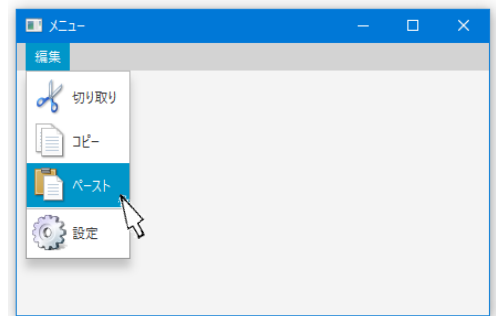 メニュー
編集
切り取り
コピー
ペースト
設定